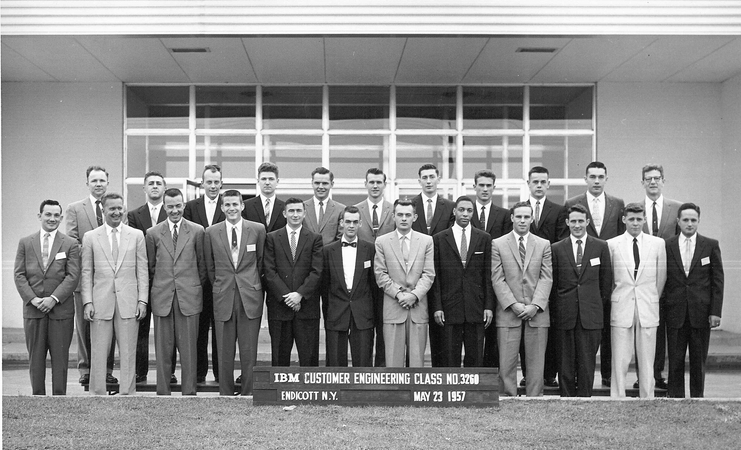 IBM CUSTOMER ENGINEERING CLASS NO. 3260
ENDICOTT N.Y. MAY 23 1957